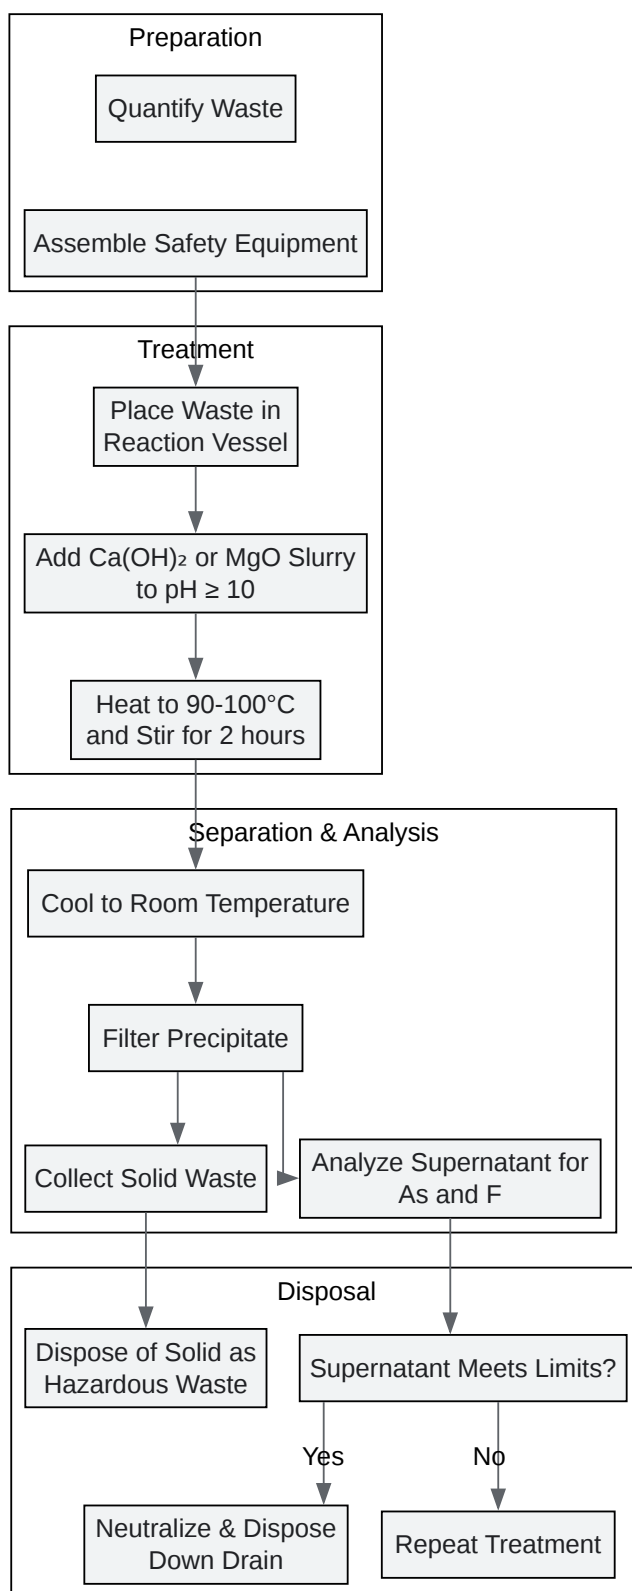 Preparation
Quantify Waste
Assemble Safety Equipment
Treatment
Place Waste in
Reaction Vessel
Add Ca(OH)₂ or MgO Slurry
to pH ≥ 10
Heat to 90-100°C
and Stir for 2 hours
Separation & Analysis
Cool to Room Temperature
Filter Precipitate
Collect Solid Waste
Analyze Supernatant for
As and F
Disposal
Dispose of Solid as
Hazardous Waste
Supernatant Meets Limits?
Yes
No
Neutralize & Dispose
Down Drain
Repeat Treatment